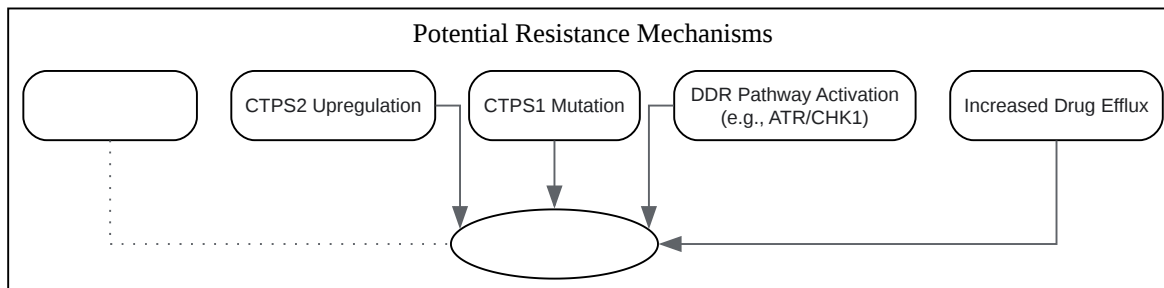 Potential Resistance Mechanisms
CTPS2 Upregulation
CTPS1 Mutation
DDR Pathway Activation
(e.g., ATR/CHK1)
Increased Drug Efflux